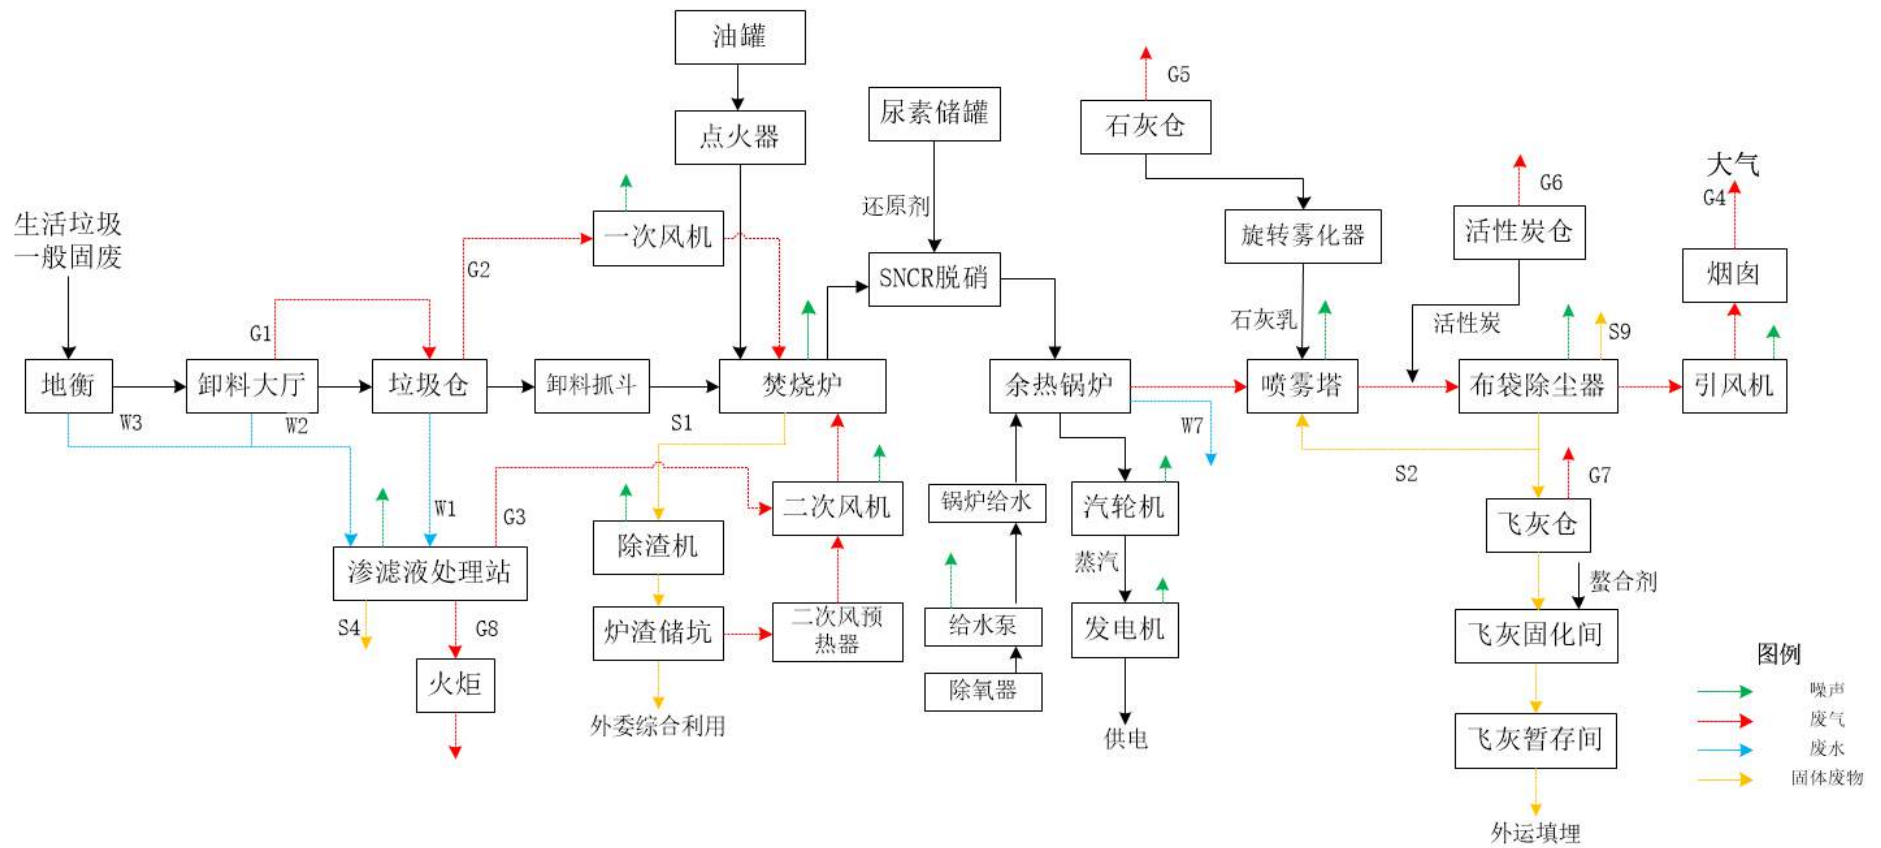 油罐
点火器
尿素储罐
还原剂
SNCR脱硝
G5
石灰仓
旋转雾化器
石灰乳
G6
活性炭仓
活性炭
大气
G4
烟囱
S9
生活垃圾
一般固废
一次风机
G2
G1
地衡
卸料大厅
垃圾仓
卸料抓斗
焚烧炉
余热锅炉
喷雾塔
布袋除尘器
引风机
W3
W2
S1
W7
S2
W1
G3
G7
二次风机
锅炉给水
汽轮机
飞灰仓
除渣机
蒸汽
渗滤液处理站
螯合剂
S4
G8
炉渣储坑
二次风预
热器
给水泵
发电机
飞灰固化间
火炬
除氧器
外委综合利用
供电
飞灰暂存间
外运填埋
图例
噪声
废气
废水
固体废物